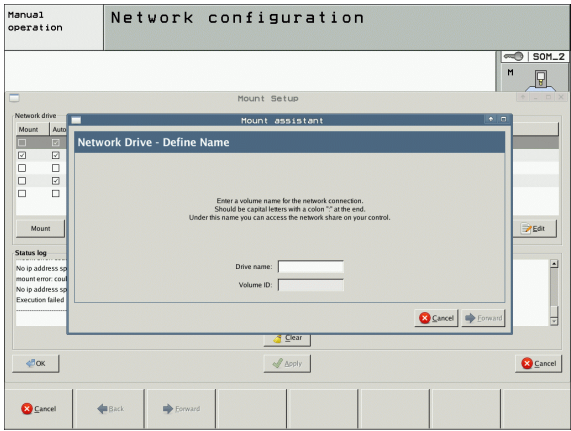 Manual
operation
Network configuration
SOM_2
M
Mount Setup
Network drive
Mount Auto
Mount assistant
Network Drive - Define Name
Enter a volume name for the network connection.
Should be capital letters with a colon ":" at the end.
Under this name you can access the network share on your control.
Drive name:
Volume ID:
Cancel Forward
Mount
Edit
Status log
No ip address sp
mount error: coul
No ip address sp
Execution failed
Clear
OK
Apply
Cancel
Cancel Back Forward